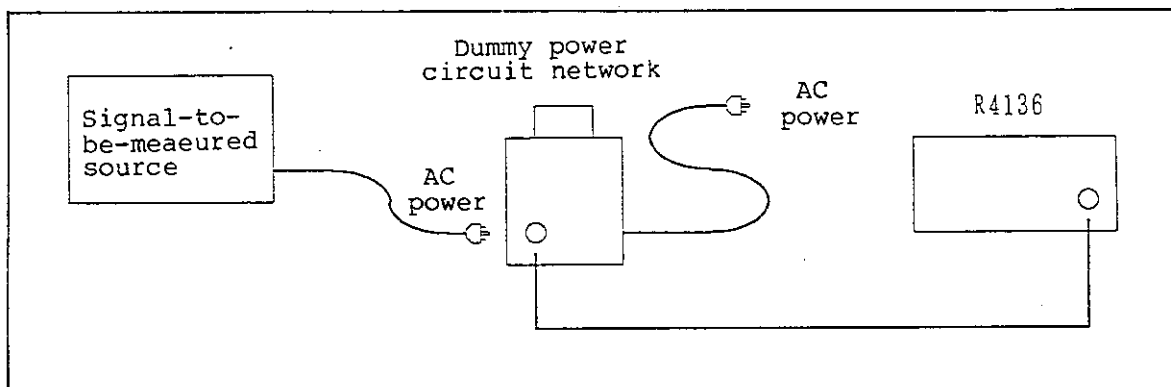 Dummy power
circuit network
Signal-to-
be-meaeured
source
AC
power
AC
power
R4136